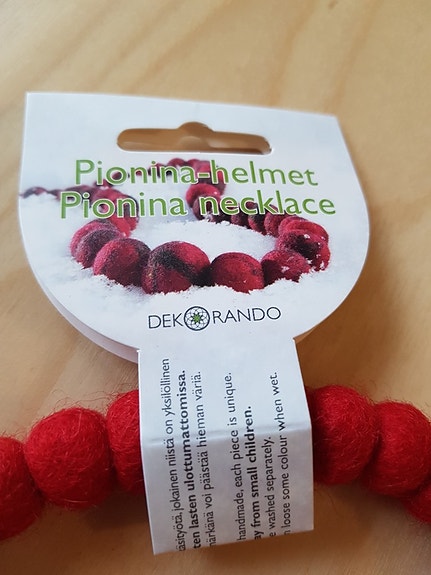 Pionina-helmet
Pionina necklace
DEKORANDO
jokainen niistä on yksilöllinen
lasten ulottumattomissa.
märkänä voi päästää hieman väriä.
handmade, each piece is unique.
from small children.
washed separately.
loose some colour when wet.